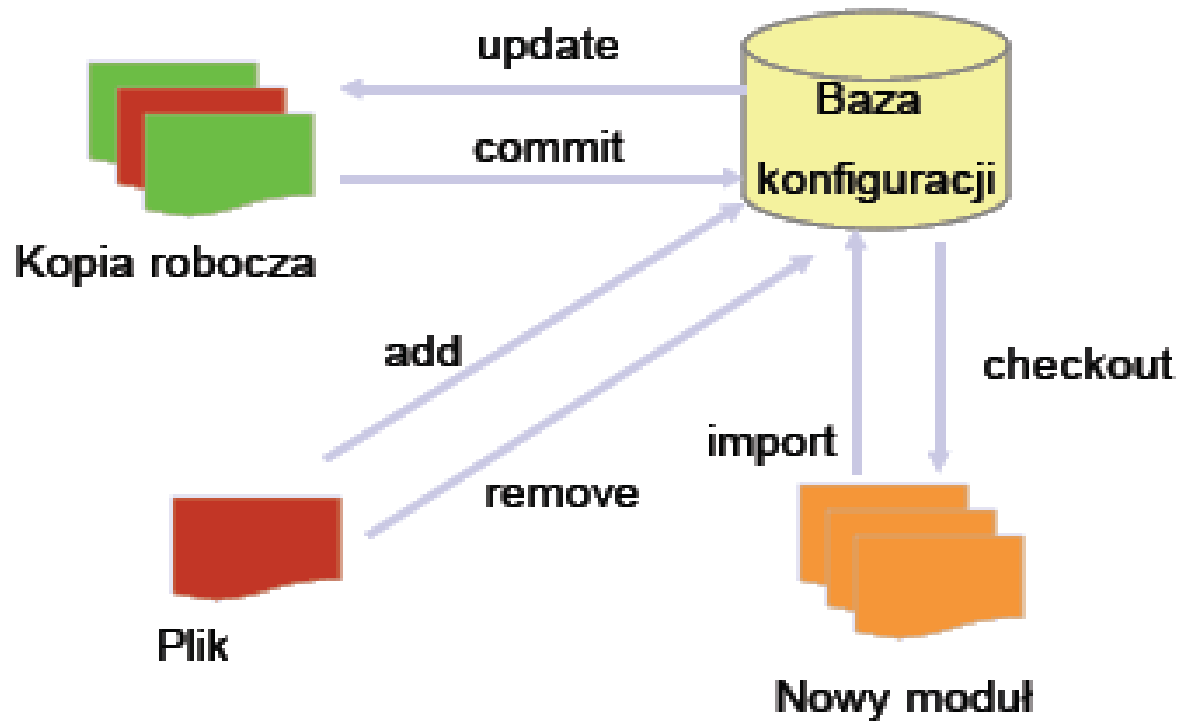 update
Baza
commit
konfiguracji
Kopia robocza
add
checkout
import
remove
Plik
Nowy moduł